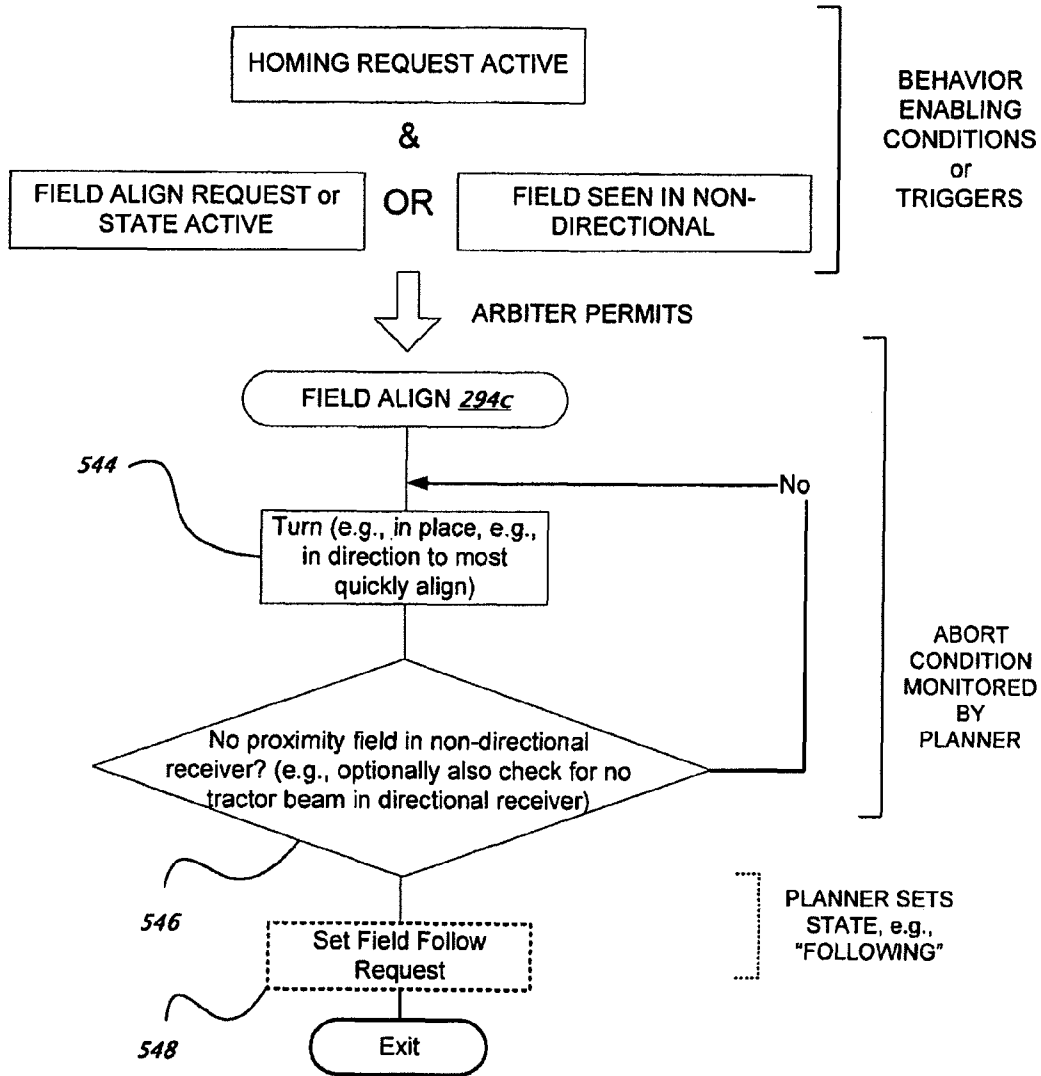 HOMING REQUEST ACTIVE
&
FIELD ALIGN REQUEST or
STATE ACTIVE
OR
FIELD SEEN IN NON-
DIRECTIONAL
BEHAVIOR
ENABLING
CONDITIONS
or
TRIGGERS
ARBITER PERMITS
FIELD ALIGN 294c
544
No
Turn (e.g., in place, e.g.,
in direction to most
quickly align)
ABORT
CONDITION
MONITORED
BY
PLANNER
No proximity field in non-directional
receiver? (e.g., optionally also check for no
tractor beam in directional receiver)
546
PLANNER SETS
STATE, e.g.,
"FOLLOWING"
Set Field Follow
Request
548
Exit